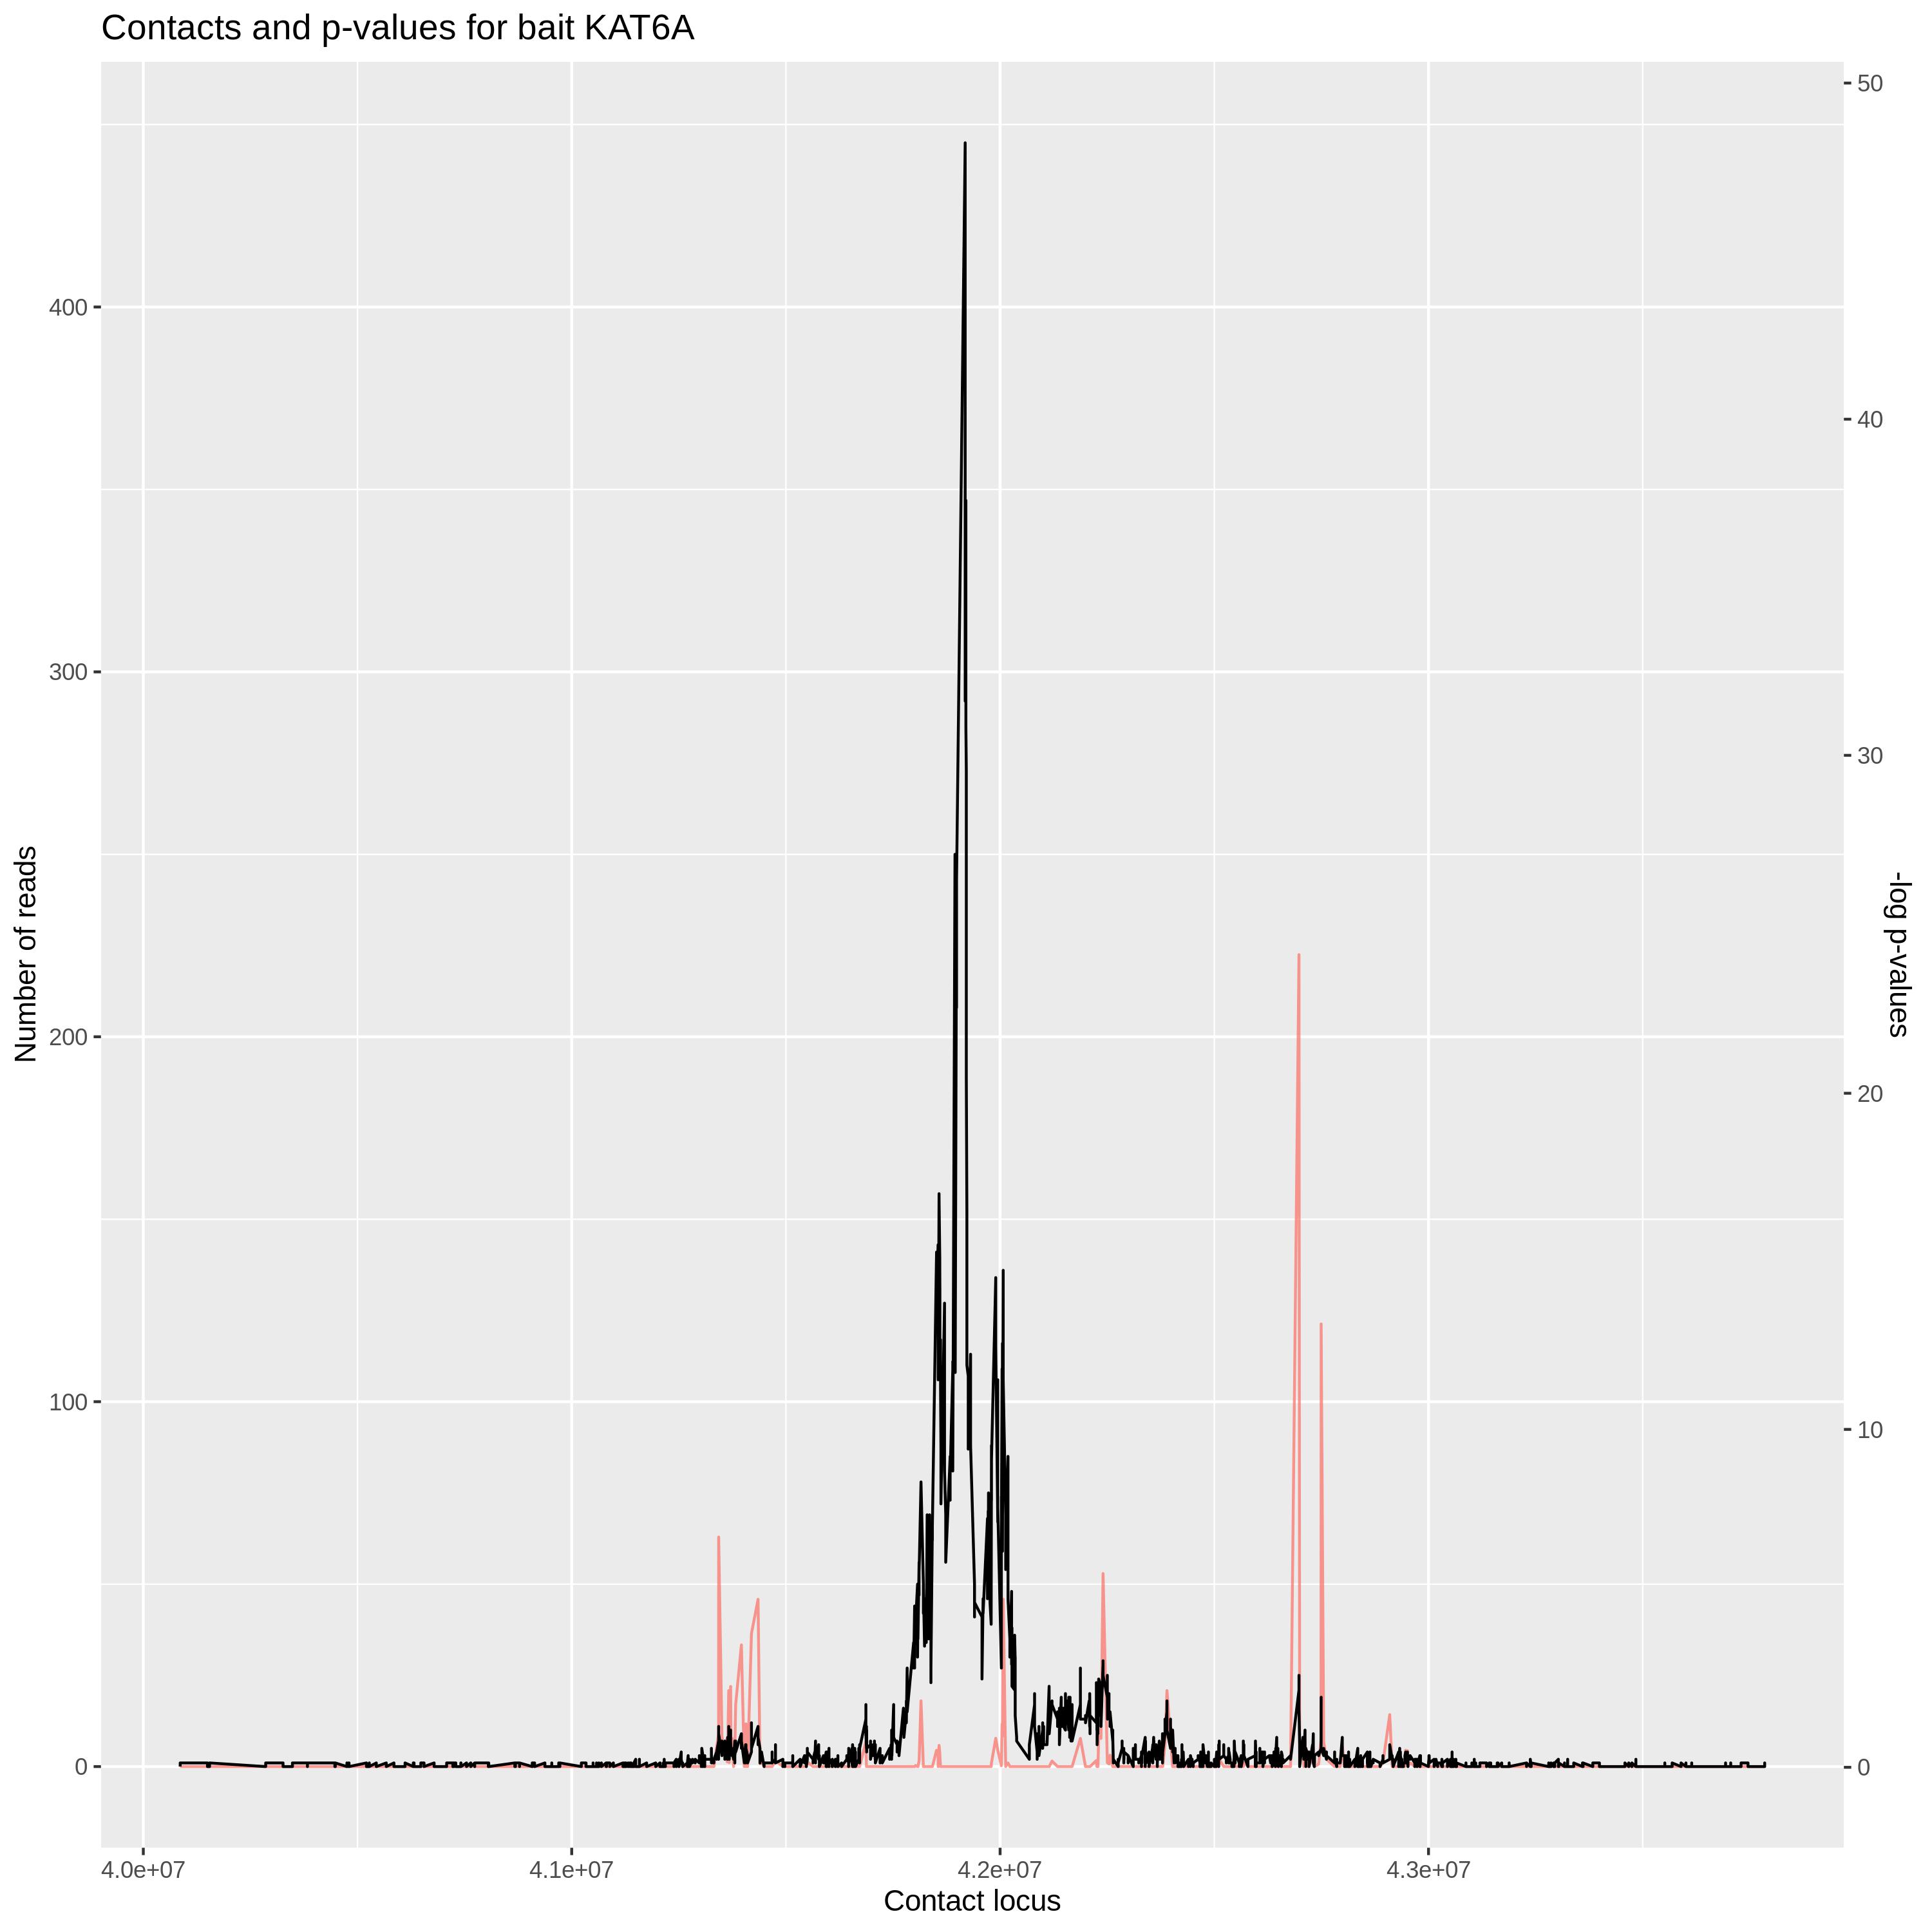 Contacts and p-values for bait KAT6A
Number of reads
400
300
200
100
0
50
40
30
20
10
0
-log p-values
4.0e+07
4.1e+07
4.2e+07
4.3e+07
Contact locus